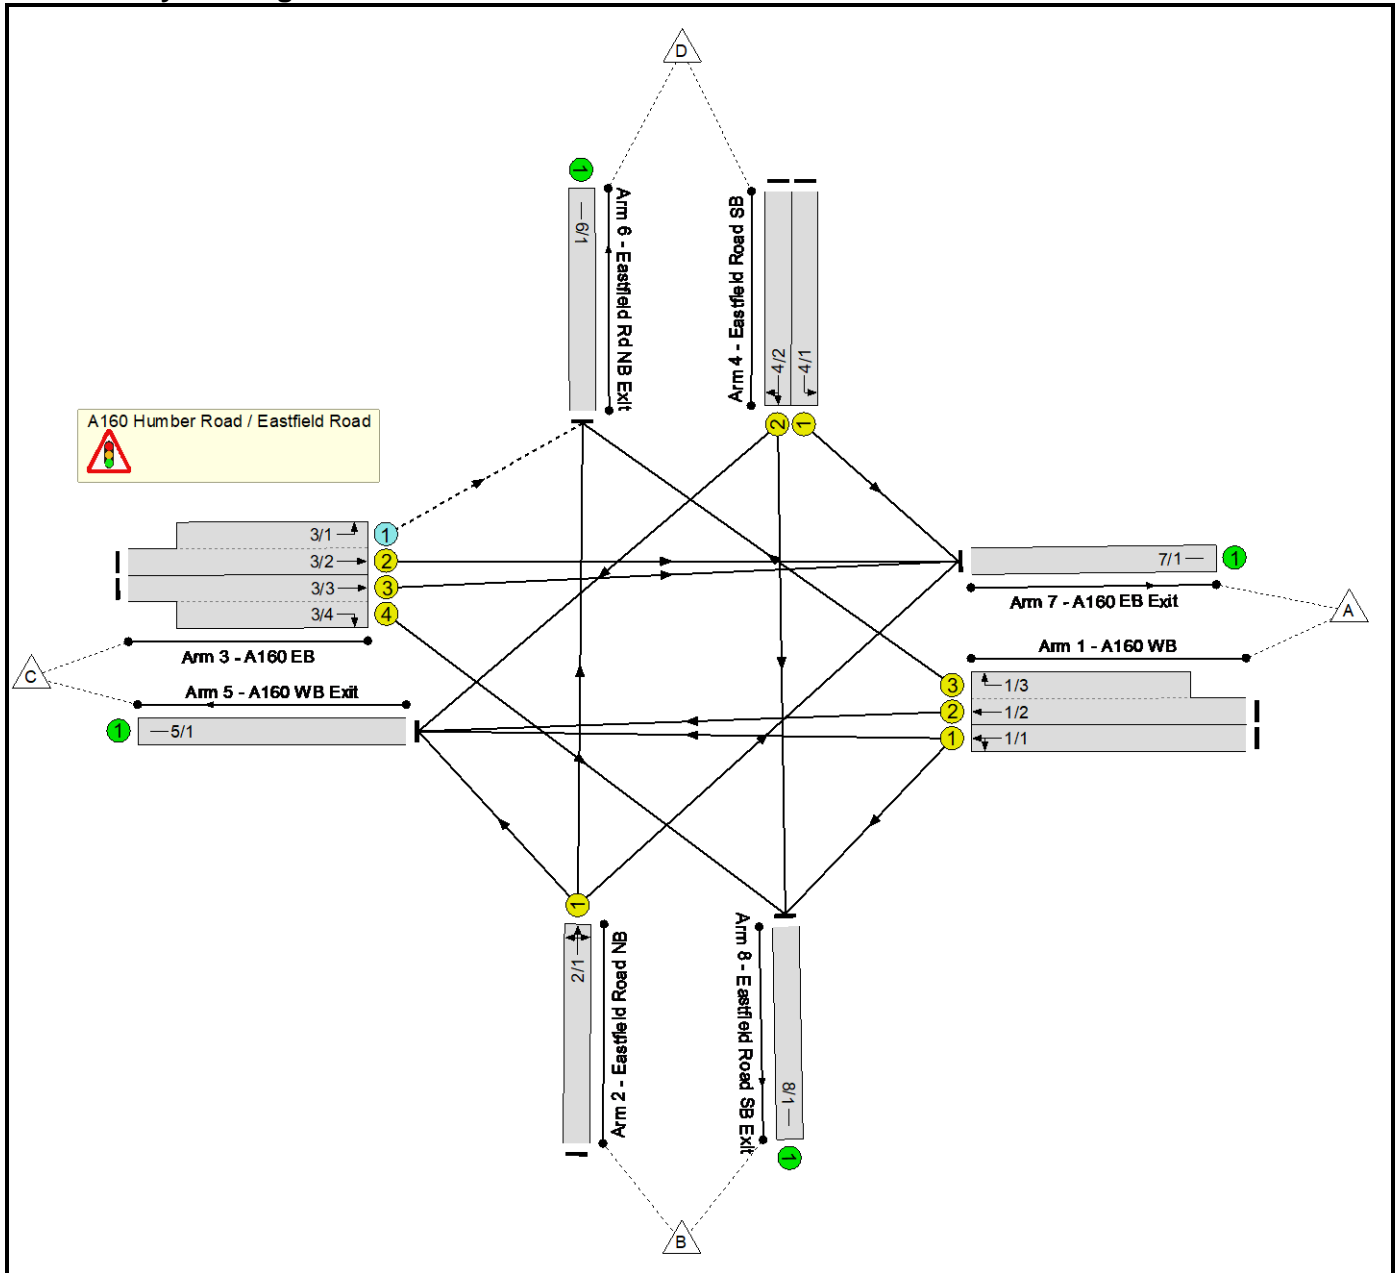 D
1
6/1
Arm 6 - Eastfield Rd NB Exit
Arm 4 - Eastfield Road SB
4/2
4/1
2
1
A160 Humber Road / Eastfield Road
3/1
1
3/2
2
3/3
3
3/4
4
Arm 3 - A160 EB
C
Arm 5 - A160 WB Exit
1
5/1
7/1
1
Arm 7 - A160 EB Exit
A
Arm 1 - A160 WB
3
1/3
2
1/2
1
1/1
1
2/1
Arm 2 - Eastfield Road NB
Arm 8 - Eastfield Road SB Exit
8/1
1
B